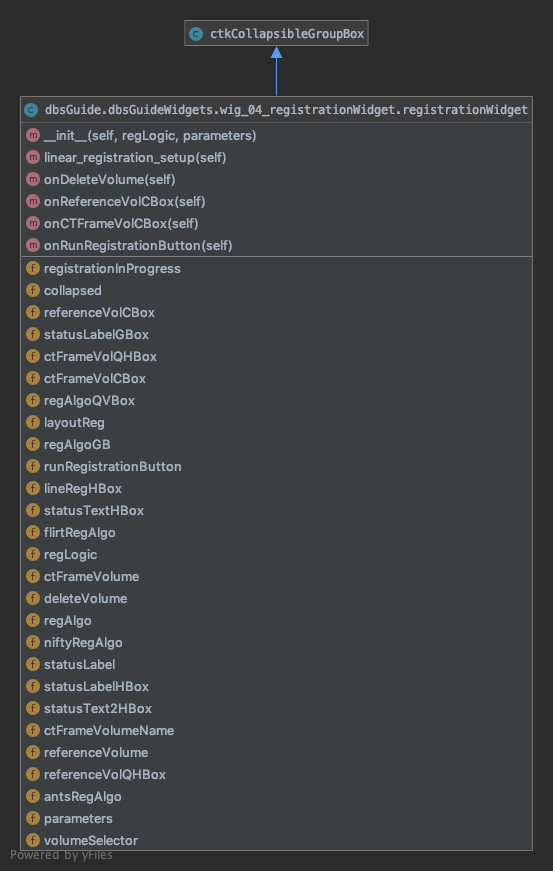 c ctkCollapsibleGroupBox
c dbsGuide.dbsGuideWidgets.wig_04_registrationWidget.registrationWidget
m __init__(self, regLogic, parameters)
m linear_registration_setup(self)
m onDeleteVolume(self)
m onReferenceVolCBox(self)
m onCTFrameVolCBox(self)
m onRunRegistrationButton(self)
f registrationInProgress
f collapsed
f referenceVolCBox
f statusLabelGBox
f ctFrameVolQHBox
f ctFrameVolCBox
f regAlgoQVBox
f layoutReg
f regAlgoGB
f runRegistrationButton
f lineRegHBox
f statusTextHBox
f flirtRegAlgo
f regLogic
f ctFrameVolume
f deleteVolume
f regAlgo
f niftyRegAlgo
f statusLabel
f statusLabelHBox
f statusText2HBox
f ctFrameVolumeName
f referenceVolume
f referenceVolQHBox
f antsRegAlgo
f parameters
f volumeSelector
Powered by yFiles